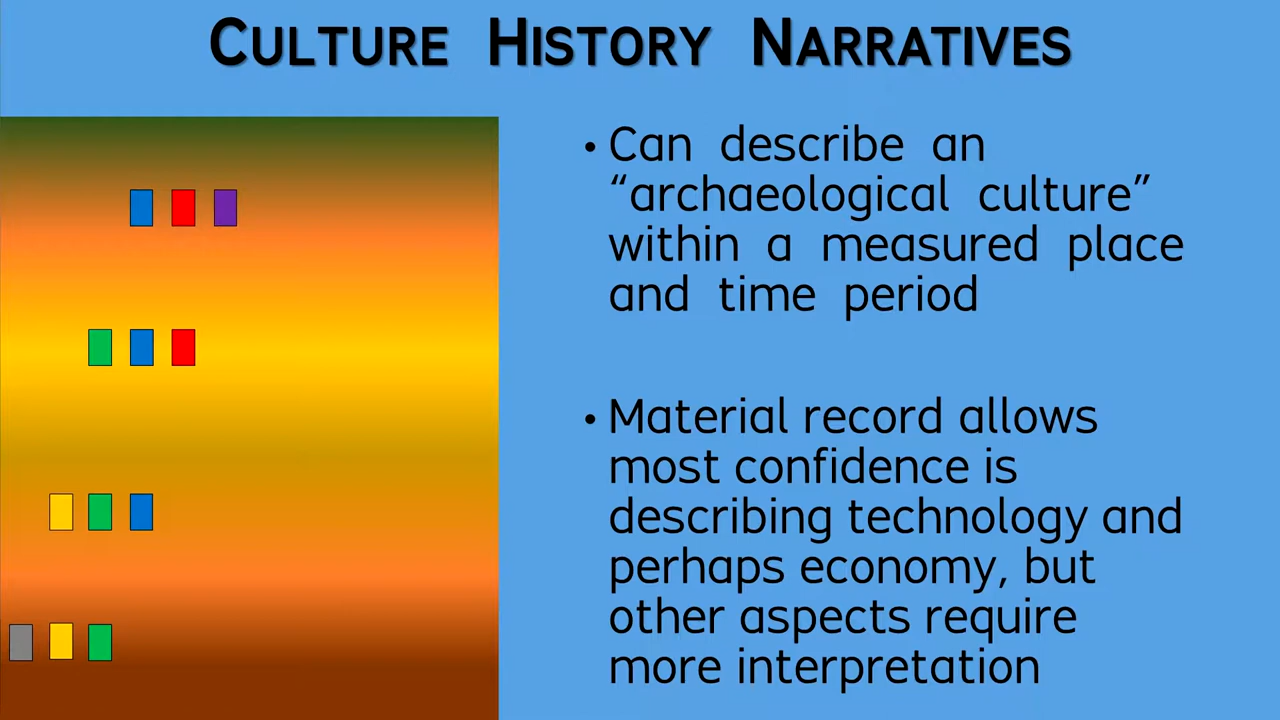 CULTURE HISTORY NARRATIVES
• Can describe an
“archaeological culture”
within a measured place
and time period
• Material record allows
most confidence is
describing technology and
perhaps economy, but
other aspects require
more interpretation